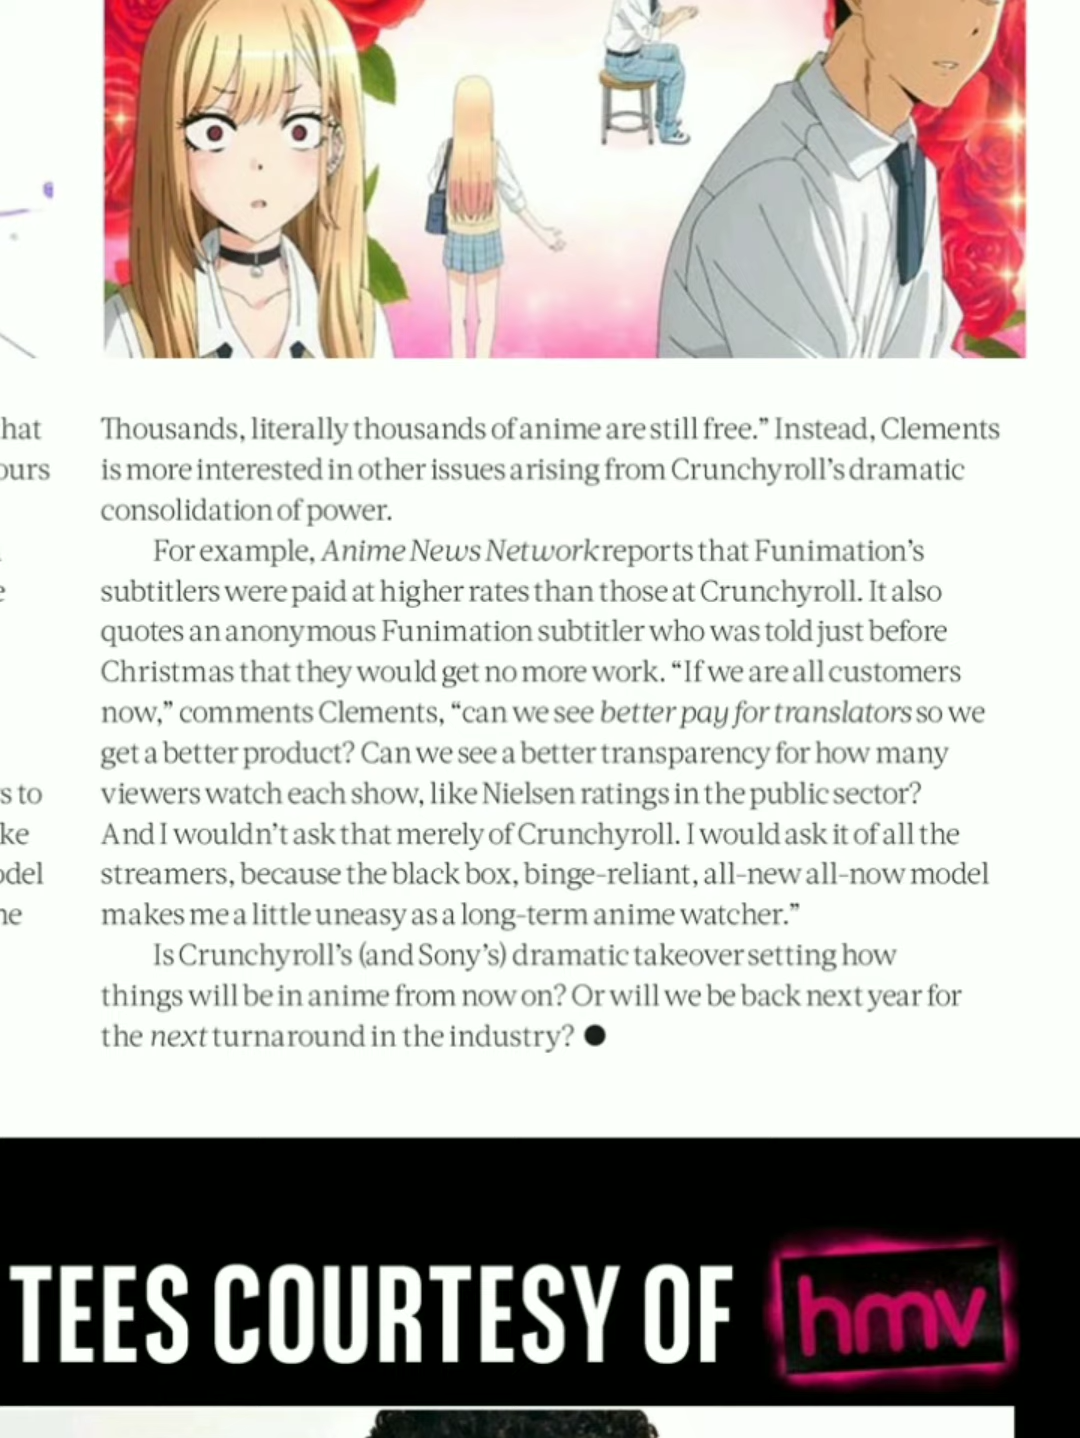 hat
ours
e
s to
ke
odel
he
Thousands, literally thousands of anime are still free.” Instead, Clements
is more interested in other issues arising from Crunchyroll’s dramatic
consolidation of power.
For example, Anime News Network reports that Funimation’s
subtitlers were paid at higher rates than those at Crunchyroll. It also
quotes an anonymous Funimation subtitler who was told just before
Christmas that they would get no more work. “If we are all customers
now,” comments Clements, “can we see better pay for translators so we
get a better product? Can we see a better transparency for how many
viewers watch each show, like Nielsen ratings in the public sector?
And I wouldn’t ask that merely of Crunchyroll. I would ask it of all the
streamers, because the black box, binge-reliant, all-new all-now model
makes me a little uneasy as a long-term anime watcher.”
Is Crunchyroll’s (and Sony’s) dramatic takeover setting how
things will be in anime from now on? Or will we be back next year for
the next turnaround in the industry? ●
TEES COURTESY OF hmv